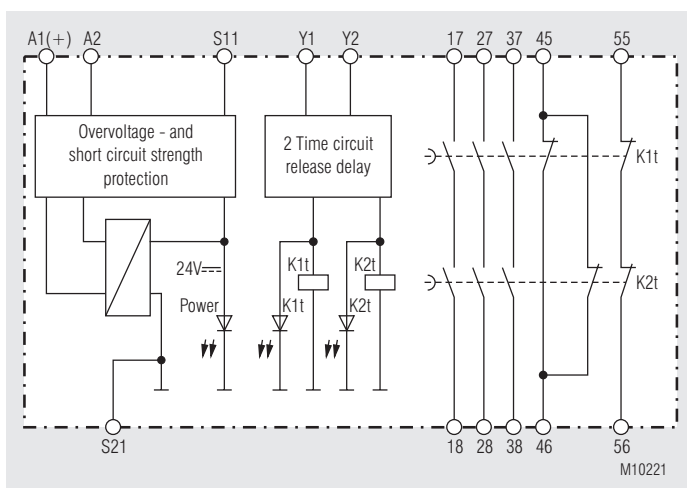 A1(+) A2 S11 Y1 Y2 17 27 37 45 55
Overvoltage - and
short circuit strength
protection
2 Time circuit
release delay
K1t
24V
K1t
K2t
K2t
Power
K1t
K2t
S21
18 28 38 46 56
M10221